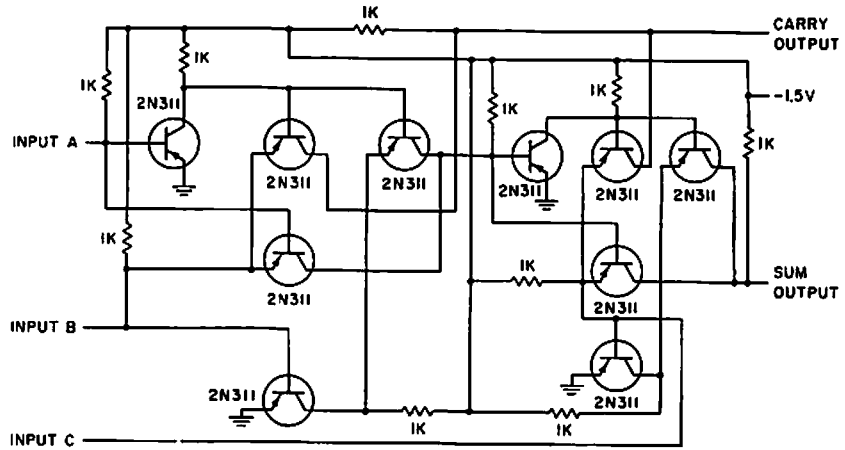 1K
CARRY
OUTPUT
1K
1K
1K
1K
2N311
-1.5V
INPUT A
1K
2N311
2N311
2N311
2N311
2N311
1K
1K
2N311
SUM
OUTPUT
2N311
INPUT B
2N311
2N311
1K
1K
INPUT C